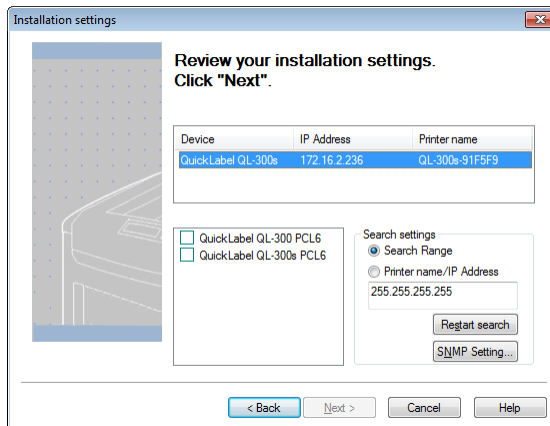 Installation settings
Review your installation settings.
Click "Next".
Device IP Address Printer name
QuickLabel QL-300s 172.16.2.236 QL-300s-91F5F9
QuickLabel QL-300 PCL6
QuickLabel QL-300s PCL6
Search settings
Search Range
Printer name/IP Address
255.255.255.255
Restart search
SNMP Setting...
< Back Next > Cancel Help